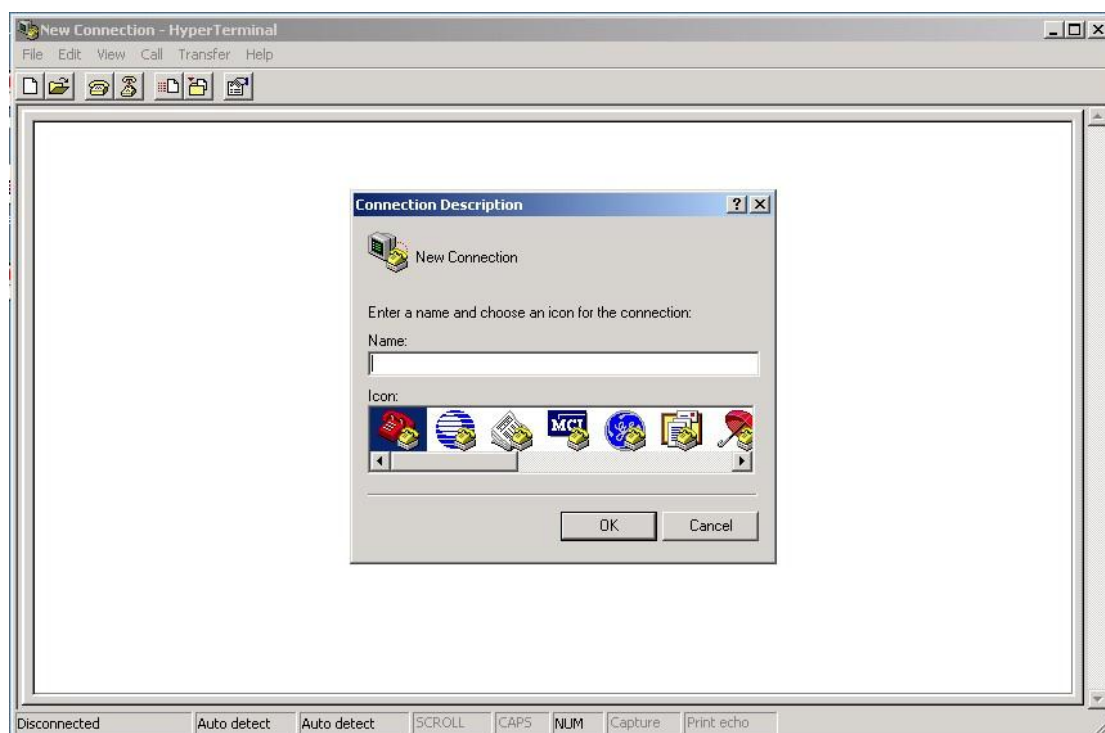 New Connection - HyperTerminal
File Edit View Call Transfer Help
Connection Description
New Connection
Enter a name and choose an icon for the connection:
Name:
Icon:
MCI
OK Cancel
Disconnected Auto detect Auto detect SCROLL CAPS NUM Capture Print echo